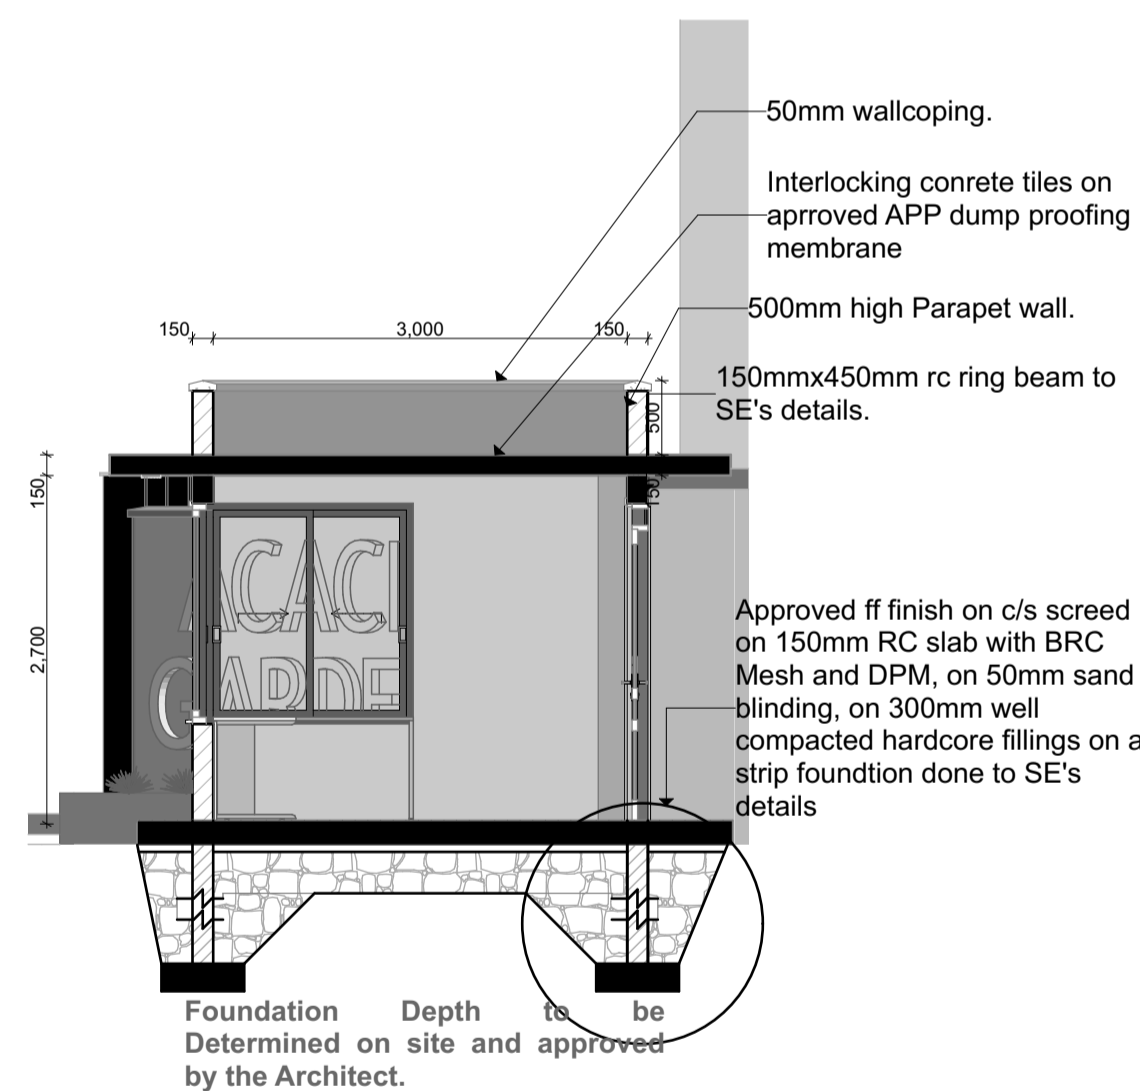 50mm wallcoping.
Interlocking conrete tiles on
aprroved APP dump proofing
membrane
500mm high Parapet wall.
150mmx450mm rc ring beam to
SE's details.
150
3,000
150
500
150
150
2,700
ACACI
GARDE
Approved ff finish on c/s screed
on 150mm RC slab with BRC
Mesh and DPM, on 50mm sand
blinding, on 300mm well
compacted hardcore fillings on a
strip foundtion done to SE's
details
Foundation Depth to be
Determined on site and approved
by the Architect.